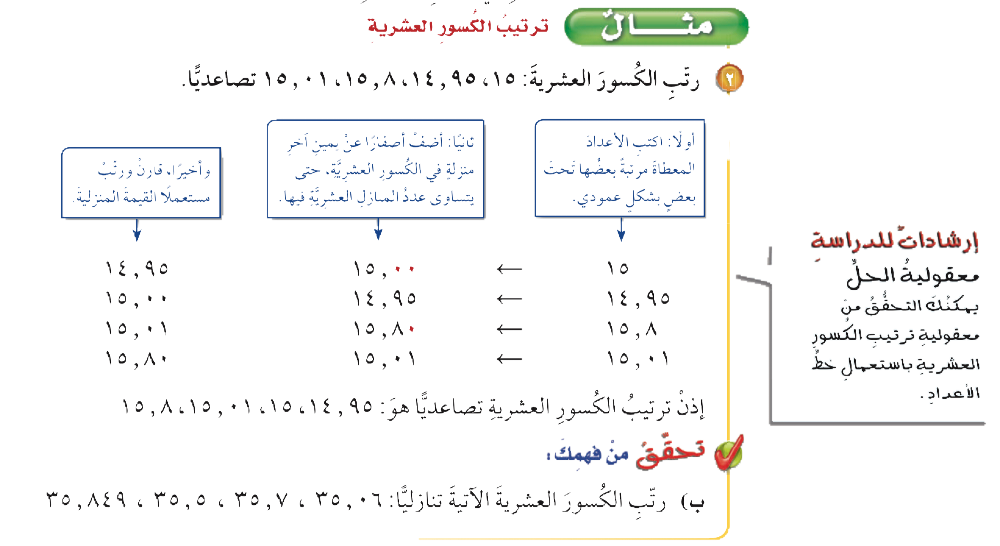 مثــالٌ ترتيبُ الكُسورِ العشريةِ
٢ رتّبِ الكُسورَ العشريةَ: ١٥، ١٤,٩٥، ١٥,٨، ١٥,٠١ تصاعديًّا.
أولًا: اكتبِ الأعدادَ
المعطاةَ مرتبةً بعضُها تَحتَ
بعضٍ بشكلٍ عموديٍ.
ثانيًا: أضفْ أصفارًا عنْ يمينِ آخرِ
منزلةٍ في الكُسورِ العشريَّةِ، حتى
يتساوى عددُ المنازلِ العشريَّةِ فيها.
وأخيرًا، قارنْ ورتّبْ
مستعملًا القيمةَ المنزليةَ.
١٥ ← ١٥,٠٠ ١٤,٩٥
١٤,٩٥ ← ١٤,٩٥ ١٥,٠٠
١٥,٨ ← ١٥,٨٠ ١٥,٠١
١٥,٠١ ← ١٥,٠١ ١٥,٨٠
إذنْ ترتيبُ الكُسورِ العشريةِ تصاعديًّا هوَ: ١٤,٩٥، ١٥، ١٥,٠١، ١٥,٨
إرشاداتٌ للدراسةِ
معقوليةُ الحلِّ
يمكنُكَ التحقُّقُ منْ
معقوليةِ ترتيبِ الكُسورِ
العشريةِ باستعمالِ خطِّ
الأعدادِ.
تحقّقْ منْ فهمِكَ:
ب) رتّبِ الكُسورَ العشريةَ الآتيةَ تنازليًّا: ٣٥,٠٦ ، ٣٥,٧ ، ٣٥,٥ ، ٣٥,٨٤٩